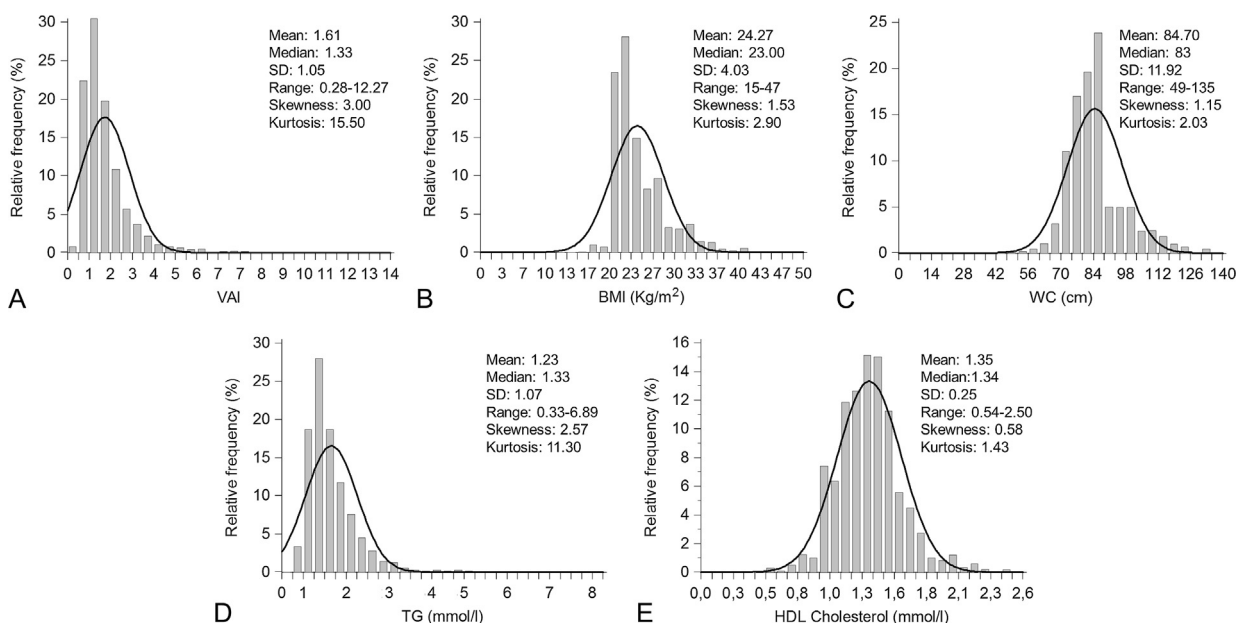 Relative frequency (%)
30
25
20
15
10
5
0
Mean: 1.61
Median: 1.33
SD: 1.05
Range: 0.28-12.27
Skewness: 3.00
Kurtosis: 15.50
0 1 2 3 4 5 6 7 8 9 10 11 12 13 14
VAI
A
Relative frequency (%)
30
25
20
15
10
5
0
Mean: 24.27
Median: 23.00
SD: 4.03
Range: 15-47
Skewness: 1.53
Kurtosis: 2.90
0 3 7 10 13 17 20 23 27 30 33 37 40 43 47 50
BMI (Kg/m²)
B
Relative frequency (%)
25
20
15
10
5
0
Mean: 84.70
Median: 83
SD: 11.92
Range: 49-135
Skewness: 1.15
Kurtosis: 2.03
0 14 28 42 56 70 84 98 112 126 140
WC (cm)
C
Relative frequency (%)
30
25
20
15
10
5
0
Mean: 1.23
Median: 1.33
SD: 1.07
Range: 0.33-6.89
Skewness: 2.57
Kurtosis: 11.30
0 1 2 3 4 5 6 7 8
TG (mmol/l)
D
Relative frequency (%)
16
14
12
10
8
6
4
2
0
Mean: 1.35
Median:1.34
SD: 0.25
Range: 0.54-2.50
Skewness: 0.58
Kurtosis: 1.43
0,0 0,3 0,5 0,8 1,0 1,3 1,6 1,8 2,1 2,3 2,6
HDL Cholesterol (mmol/l)
E